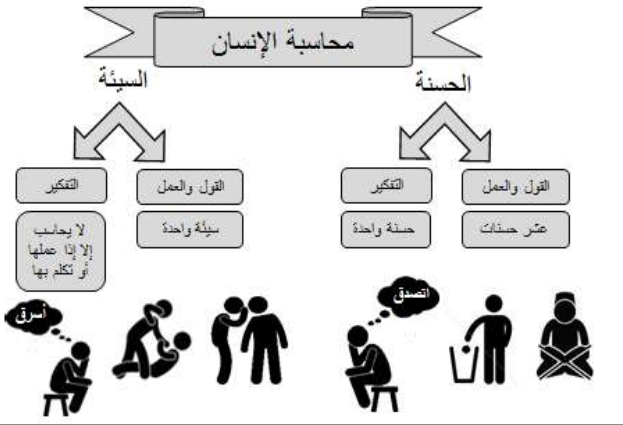 محاسبة الإنسان
الحسنة
السيئة
القول والعمل
التفكير
القول والعمل
التفكير
عشر حسنات
حسنة واحدة
سيئة واحدة
لا يحاسب
إلا إذا عملها
أو تكلم بها
اتصدق
أسرق